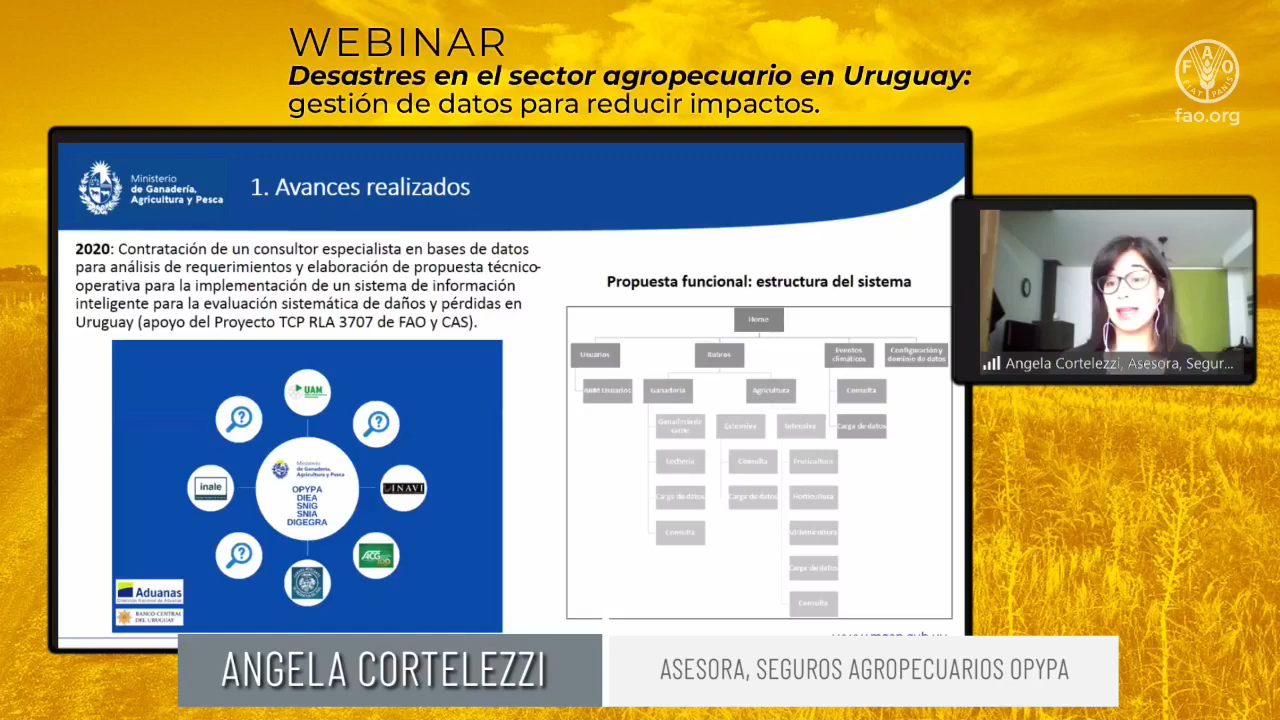 WEBINAR
Desastres en el sector agropecuario en Uruguay:
gestión de datos para reducir impactos.
FAO
FIAT PANIS
fao.org
Ministerio
de Ganadería,
Agricultura y Pesca
1. Avances realizados
2020: Contratación de un consultor especialista en bases de datos
para análisis de requerimientos y elaboración de propuesta técnico-
operativa para la implementación de un sistema de información
inteligente para la evaluación sistemática de daños y pérdidas en
Uruguay (apoyo del Proyecto TCP RLA 3707 de FAO y CAS).
UAM
inale
Ministerio
de Ganadería,
Agricultura y Pesca
OPYPA
DIEA
SNIG
SNIA
DIGEGRA
INAVI
ACG
Aduanas
BANCO CENTRAL
DEL URUGUAY
Propuesta funcional: estructura del sistema
Home
Usuarios
Rubros
Eventos
climáticos
Configuración y
dominio de datos
ABM Usuarios
Ganadería
Agricultura
Consulta
Ganadería de
carne
Extensiva
Intensiva
Carga de datos
Lechería
Consulta
Fruticultura
Carga de datos
Carga de datos
Horticultura
Consulta
Vitivinicultura
Carga de datos
Consulta
Angela Cortelezzi, Asesora, Segur...
ANGELA CORTELEZZI
ASESORA, SEGUROS AGROPECUARIOS OPYPA